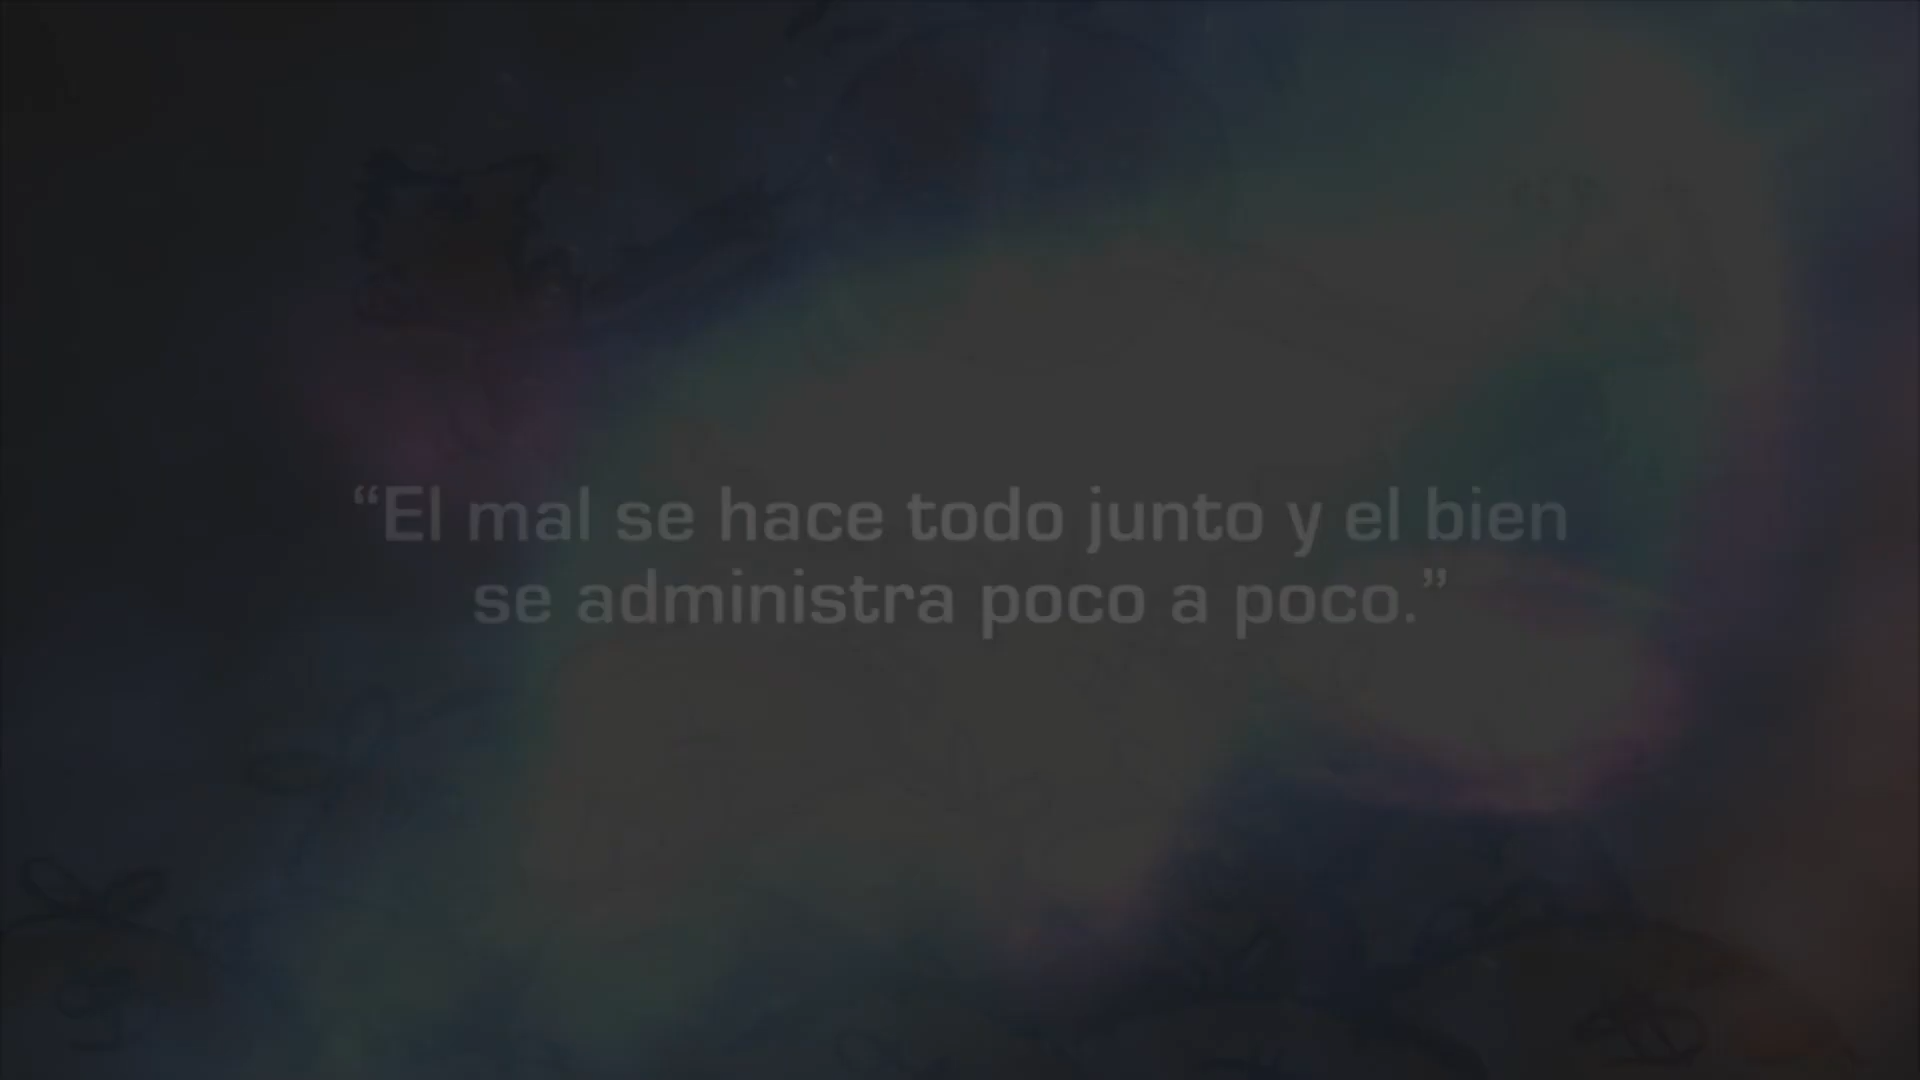 “El mal se hace todo junto y el bien
se administra poco a poco.”